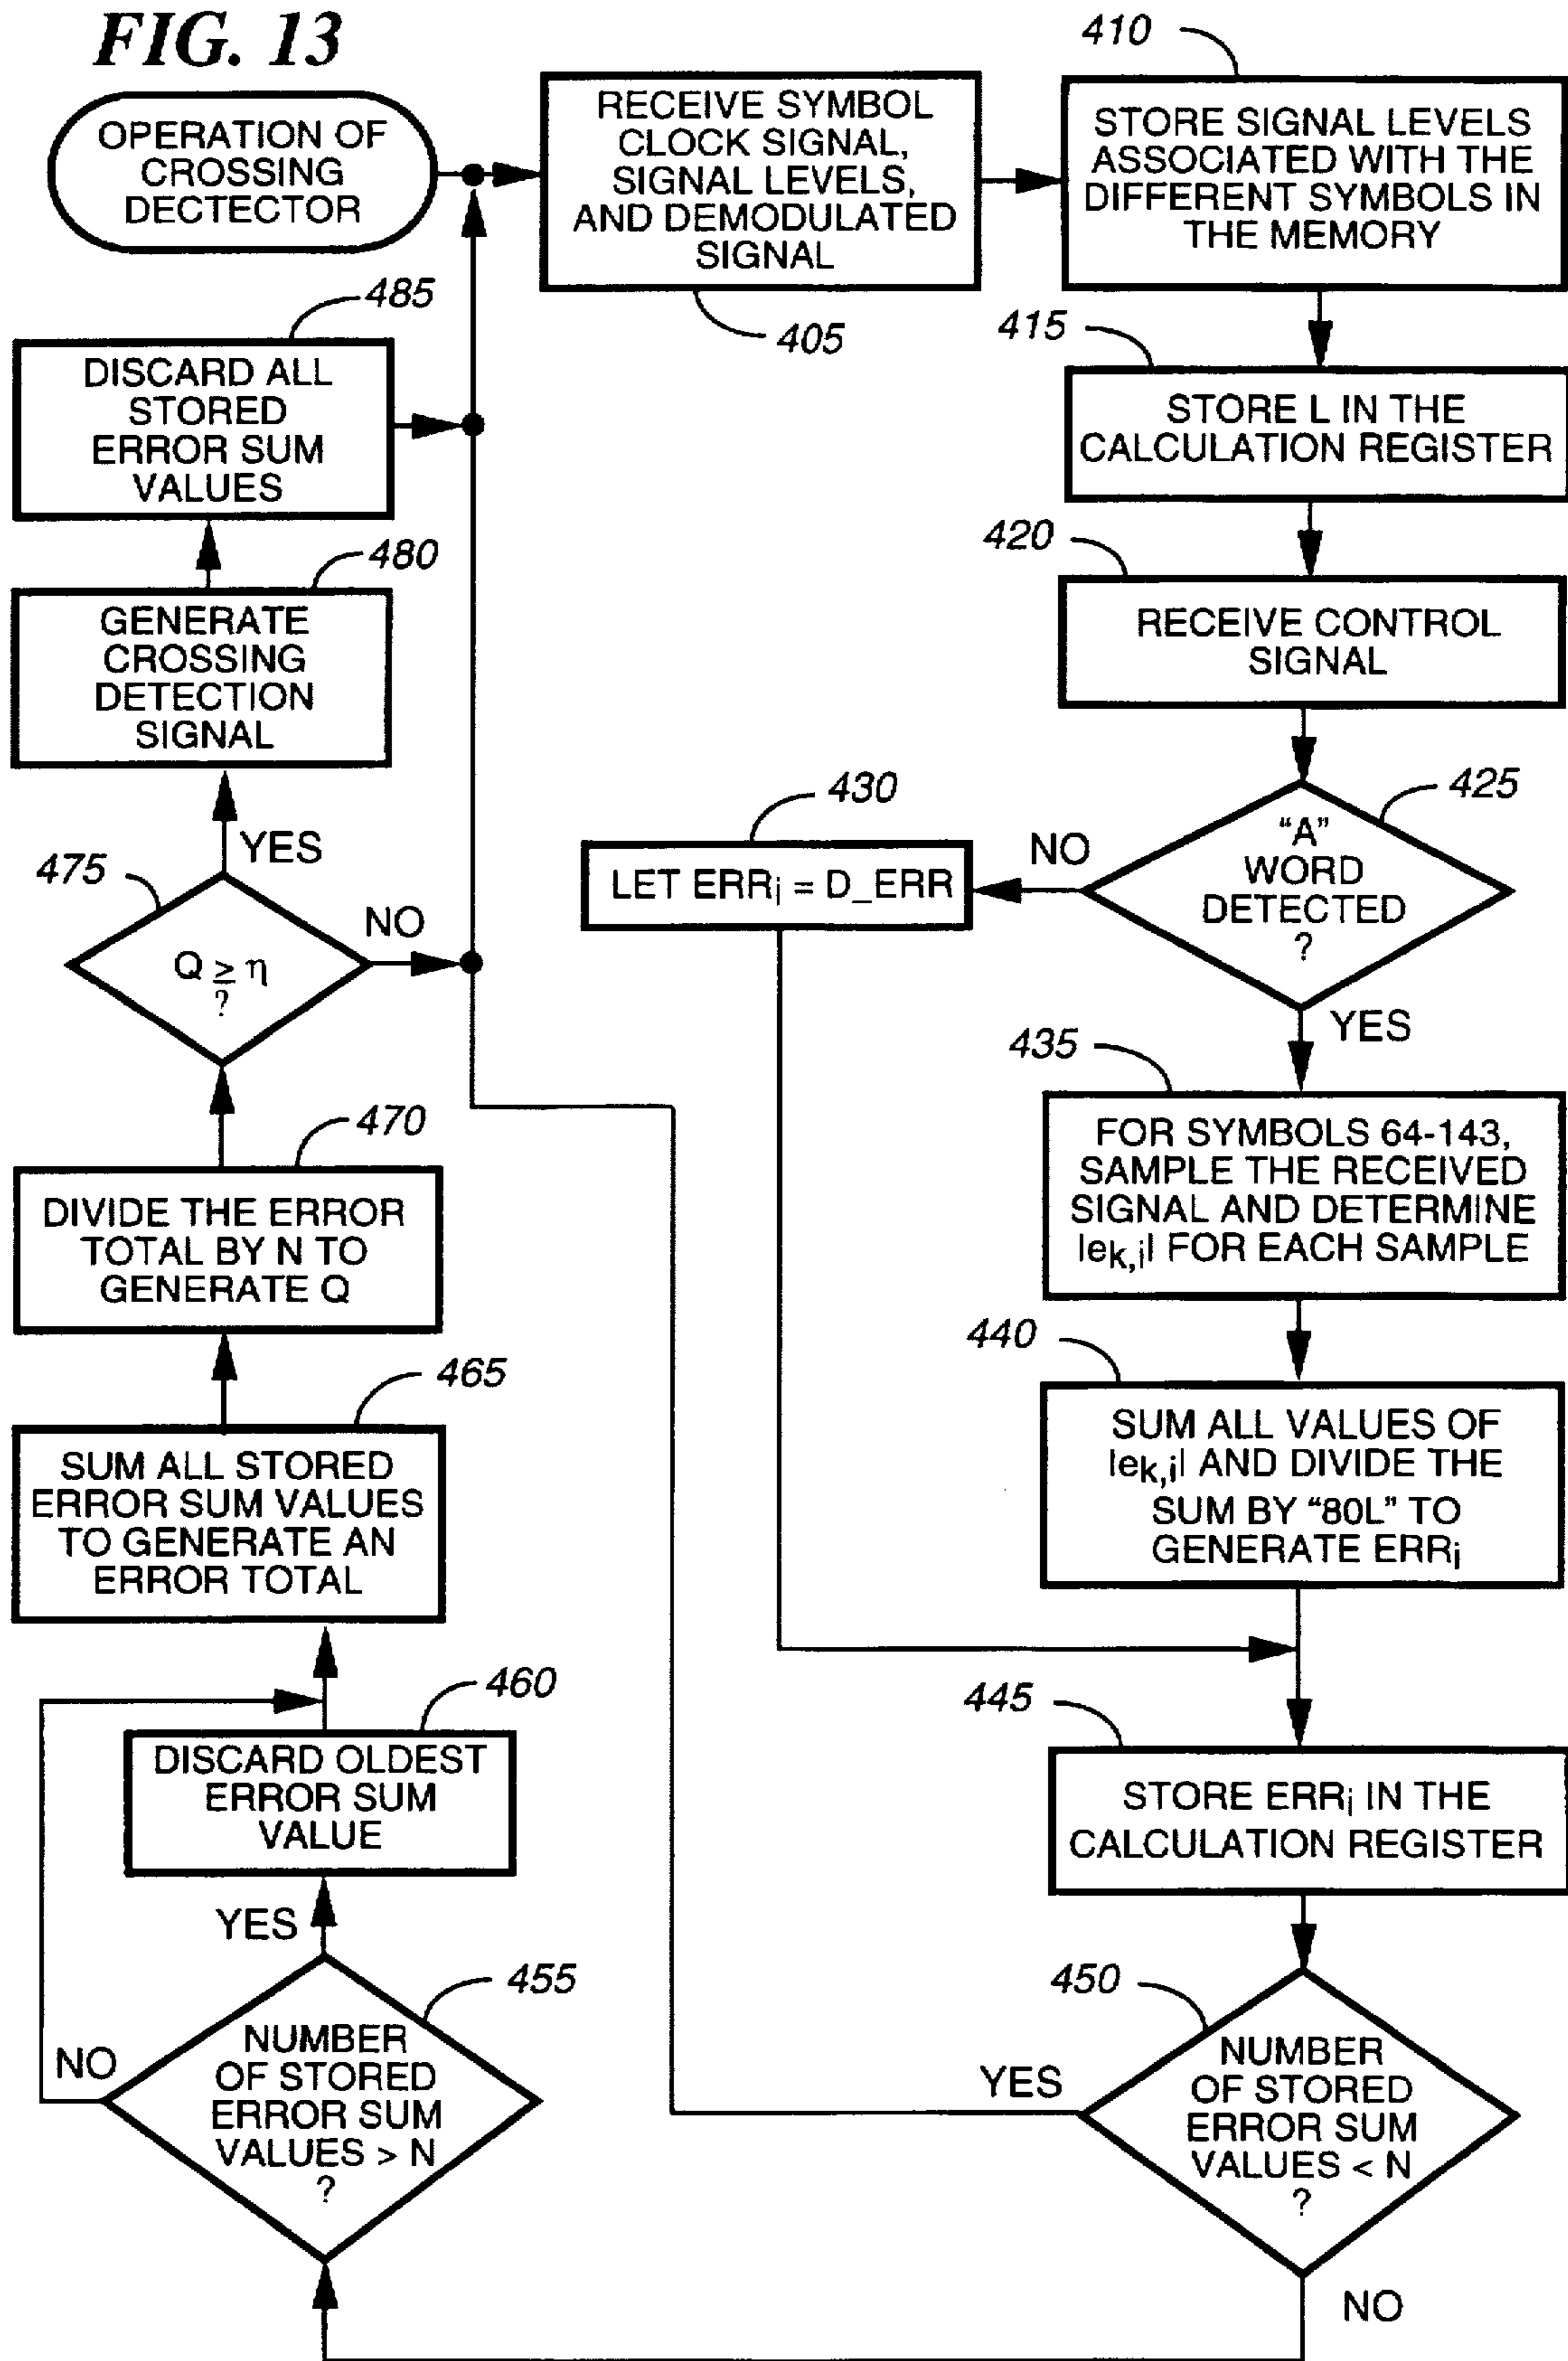 FIG. 13
OPERATION OF
CROSSING
DECTECTOR
RECEIVE SYMBOL
CLOCK SIGNAL,
SIGNAL LEVELS,
AND DEMODULATED
SIGNAL
405
410
STORE SIGNAL LEVELS
ASSOCIATED WITH THE
DIFFERENT SYMBOLS IN
THE MEMORY
415
STORE L IN THE
CALCULATION REGISTER
420
RECEIVE CONTROL
SIGNAL
425
“A”
WORD
DETECTED
?
NO
YES
430
LET ERRi = D_ERR
435
FOR SYMBOLS 64-143,
SAMPLE THE RECEIVED
SIGNAL AND DETERMINE
|ek,i| FOR EACH SAMPLE
440
SUM ALL VALUES OF
|ek,i| AND DIVIDE THE
SUM BY “80L” TO
GENERATE ERRi
445
STORE ERRi IN THE
CALCULATION REGISTER
450
NUMBER
OF STORED
ERROR SUM
VALUES < N
?
YES
NO
455
NUMBER
OF STORED
ERROR SUM
VALUES > N
?
NO
YES
460
DISCARD OLDEST
ERROR SUM
VALUE
465
SUM ALL STORED
ERROR SUM VALUES
TO GENERATE AN
ERROR TOTAL
470
DIVIDE THE ERROR
TOTAL BY N TO
GENERATE Q
475
Q ≥ η
?
NO
YES
480
GENERATE
CROSSING
DETECTION
SIGNAL
485
DISCARD ALL
STORED
ERROR SUM
VALUES